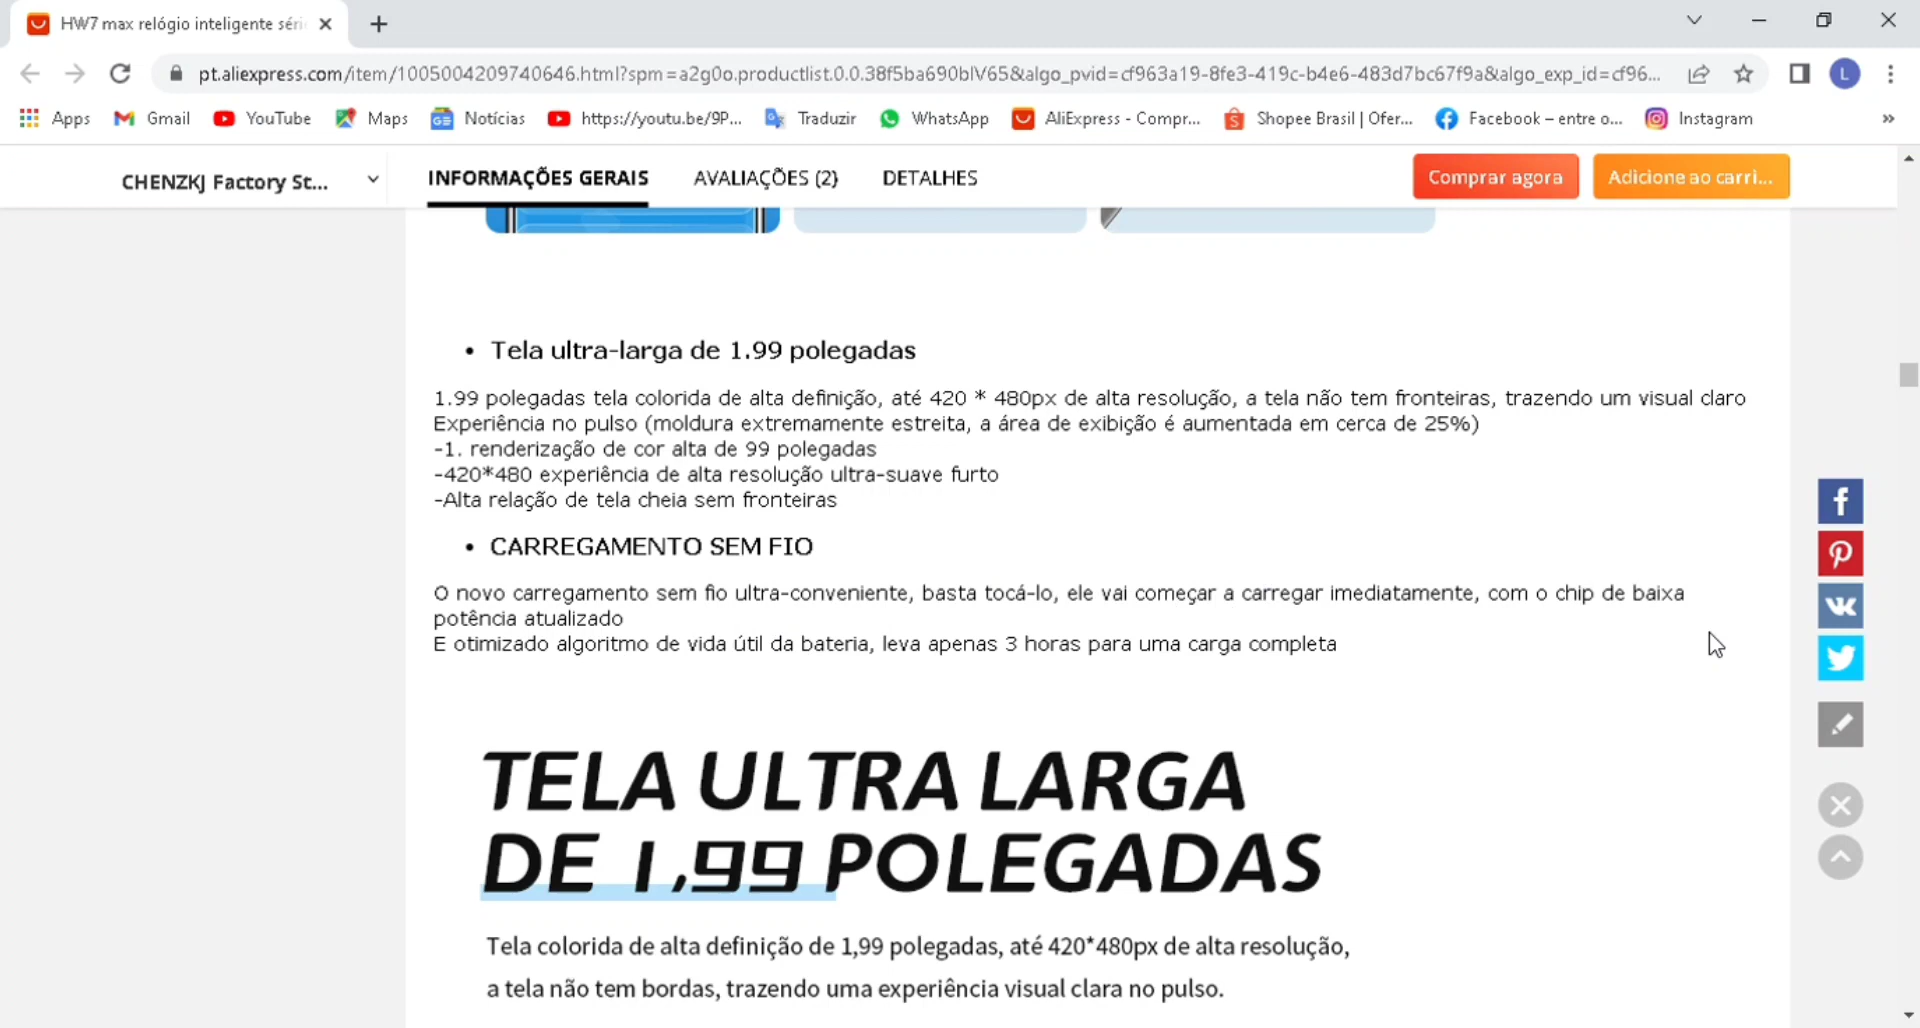 HW7 max relógio inteligente séri
pt.aliexpress.com/item/1005004209740646.html?spm=a2g0o.productlist.0.0.38f5ba690blV65&algo_pvid=cf963a19-8fe3-419c-b4e6-483d7bc67f9a&algo_exp_id=cf96...
L
Apps Gmail YouTube Maps Notícias https://youtu.be/9P... Traduzir WhatsApp AliExpress - Compr... Shopee Brasil | Ofer... Facebook – entre o... Instagram »
CHENZKJ Factory St... INFORMAÇÕES GERAIS AVALIAÇÕES (2) DETALHES Comprar agora Adicione ao carri...
• Tela ultra-larga de 1.99 polegadas
1.99 polegadas tela colorida de alta definição, até 420 * 480px de alta resolução, a tela não tem fronteiras, trazendo um visual claro
Experiência no pulso (moldura extremamente estreita, a área de exibição é aumentada em cerca de 25%)
-1. renderização de cor alta de 99 polegadas
-420*480 experiência de alta resolução ultra-suave furto
-Alta relação de tela cheia sem fronteiras
• CARREGAMENTO SEM FIO
O novo carregamento sem fio ultra-conveniente, basta tocá-lo, ele vai começar a carregar imediatamente, com o chip de baixa
potência atualizado
E otimizado algoritmo de vida útil da bateria, leva apenas 3 horas para uma carga completa
TELA ULTRA LARGA
DE 1,99 POLEGADAS
Tela colorida de alta definição de 1,99 polegadas, até 420*480px de alta resolução,
a tela não tem bordas, trazendo uma experiência visual clara no pulso.